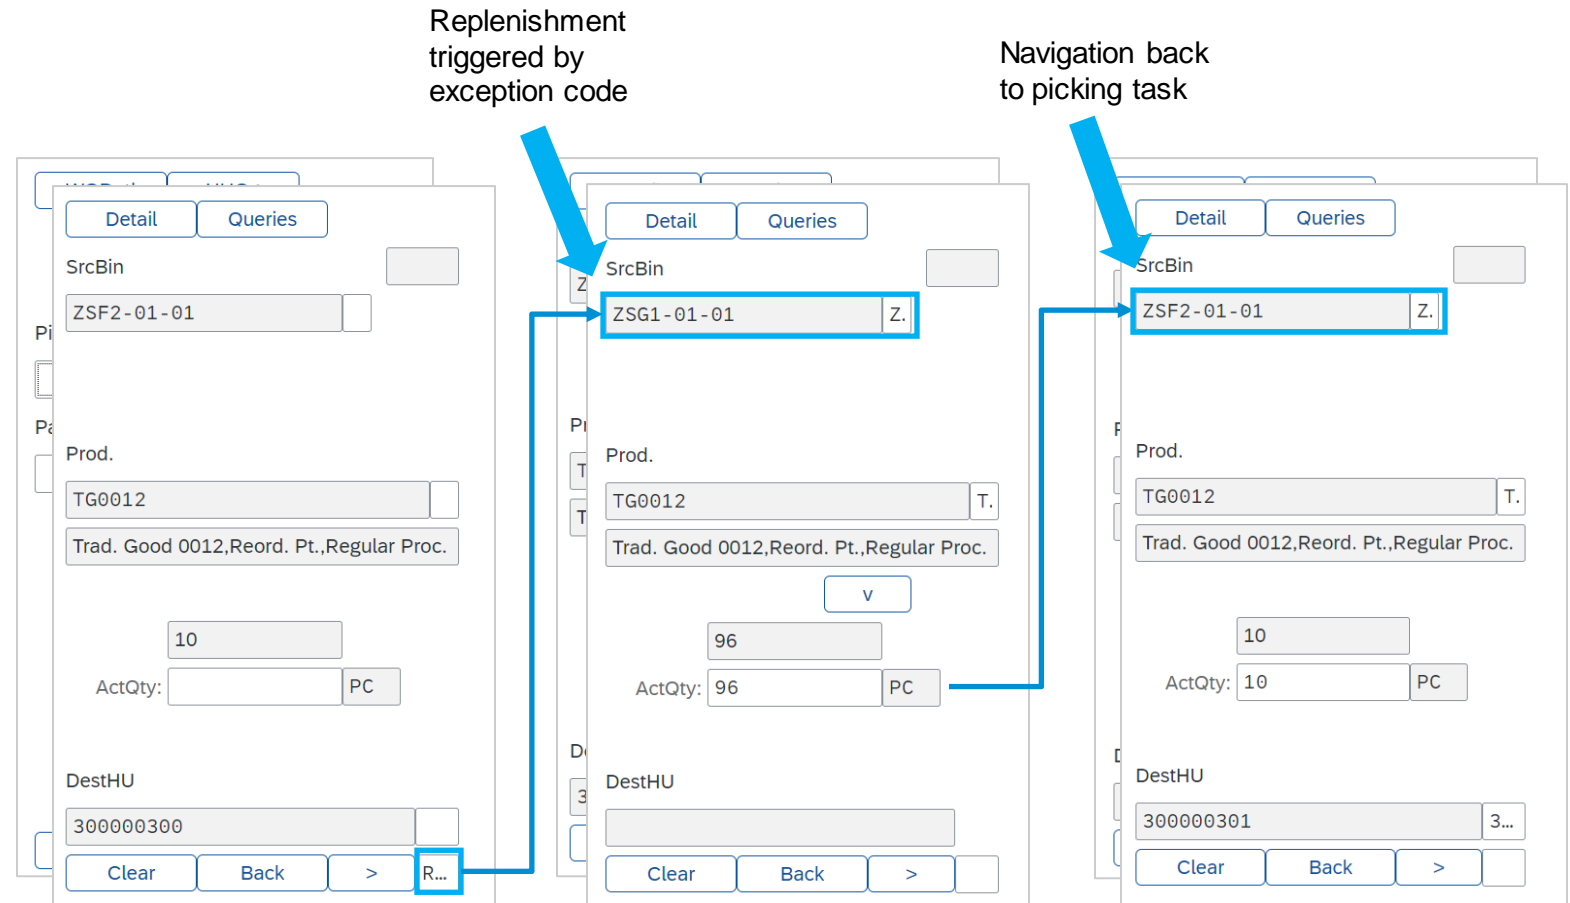 Replenishment
triggered by
exception code
Navigation back
to picking task
Detail Queries
SrcBin
ZSF2-01-01
Pi
Pa
Prod.
TG0012
Trad. Good 0012,Reord. Pt.,Regular Proc.
10
ActQty: PC
DestHU
300000300
Clear Back > R...
Detail Queries
SrcBin
Z
ZSG1-01-01 Z.
Prod.
TG0012 T.
Trad. Good 0012,Reord. Pt.,Regular Proc.
v
96
ActQty: 96 PC
DestHU
Clear Back >
Detail Queries
SrcBin
ZSF2-01-01 Z.
Prod.
TG0012 T.
Trad. Good 0012,Reord. Pt.,Regular Proc.
10
ActQty: 10 PC
DestHU
300000301 3...
Clear Back >